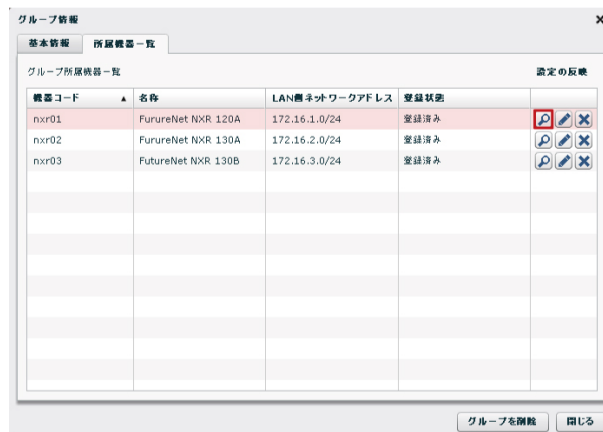 グループ情報
基本情報 所属機器一覧
グループ所属機器一覧 設定の反映
機器コード ▲ 名称 LAN側ネットワークアドレス 登録状態
nxr01 FurureNet NXR 120A 172.16.1.0/24 登録済み
nxr02 FurureNet NXR 130A 172.16.2.0/24 登録済み
nxr03 FutureNet NXR 130B 172.16.3.0/24 登録済み
グループを削除 閉じる